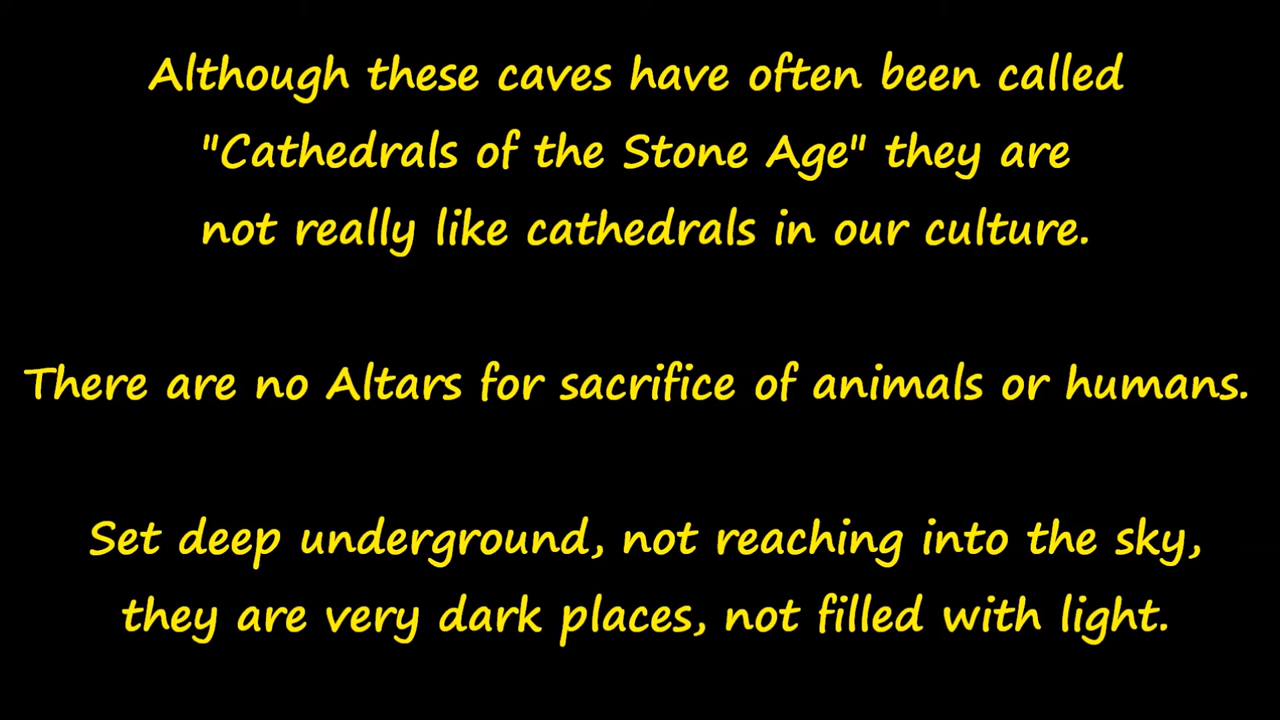 Although these caves have often been called
"Cathedrals of the Stone Age" they are
not really like cathedrals in our culture.
There are no Altars for sacrifice of animals or humans.
Set deep underground, not reaching into the sky,
they are very dark places, not filled with light.